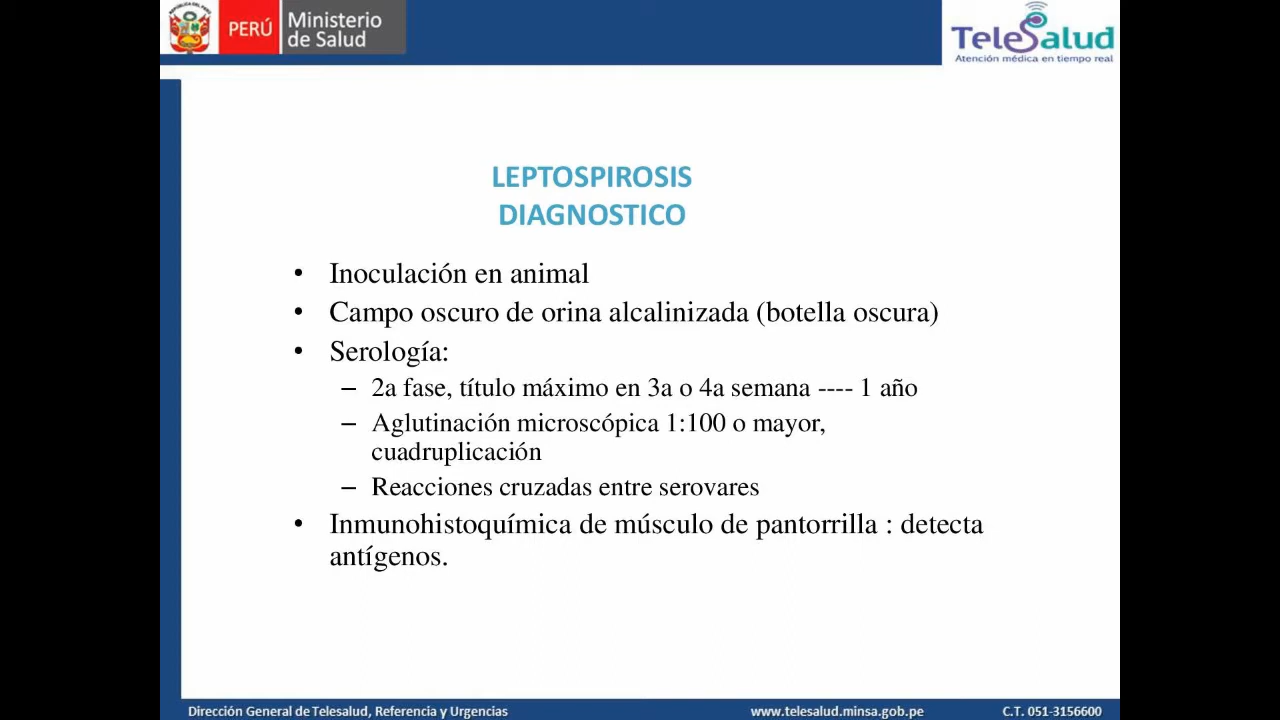 PERÚ
Ministerio
de Salud
TeleSalud
Atención médica en tiempo real
LEPTOSPIROSIS
DIAGNOSTICO
• Inoculación en animal
• Campo oscuro de orina alcalinizada (botella oscura)
• Serología:
– 2a fase, título máximo en 3a o 4a semana ---- 1 año
– Aglutinación microscópica 1:100 o mayor,
cuadruplicación
– Reacciones cruzadas entre serovares
• Inmunohistoquímica de músculo de pantorrilla : detecta
antígenos.
Dirección General de Telesalud, Referencia y Urgencias
www.telesalud.minsa.gob.pe
C.T. 051-3156600